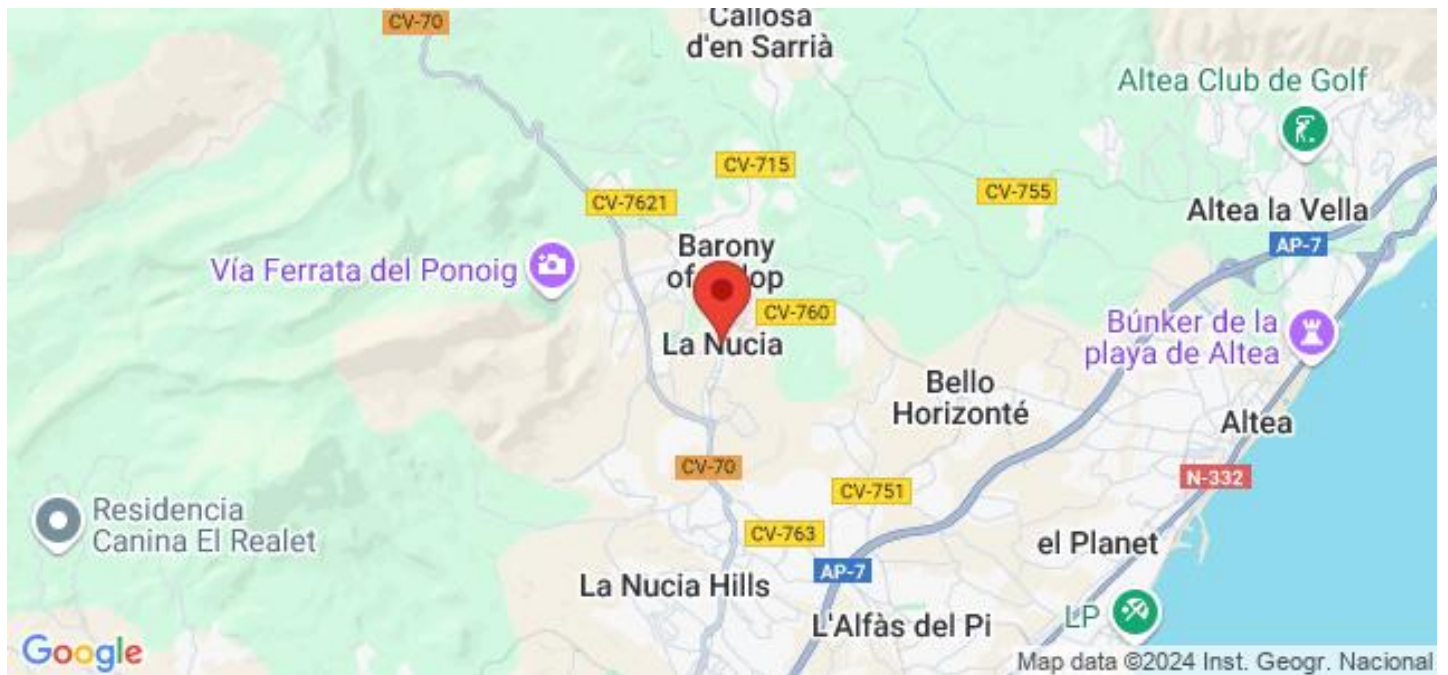 CV-70
Callosa
d'en Sarrià
Altea Club de Golf
CV-715
CV-755
CV-7621
Altea la Vella
AP-7
Barony
Vía Ferrata del Ponoig
CV-760
La Nucia
Búnker de la
playa de Altea
Bello
Horizonté
Altea
CV-70
CV-751
N-332
Residencia
Canina El Realet
CV-763
el Planet
AP-7
La Nucia Hills
L'Alfàs del Pi
LP
Google
Map data ©2024 Inst. Geogr. Nacional